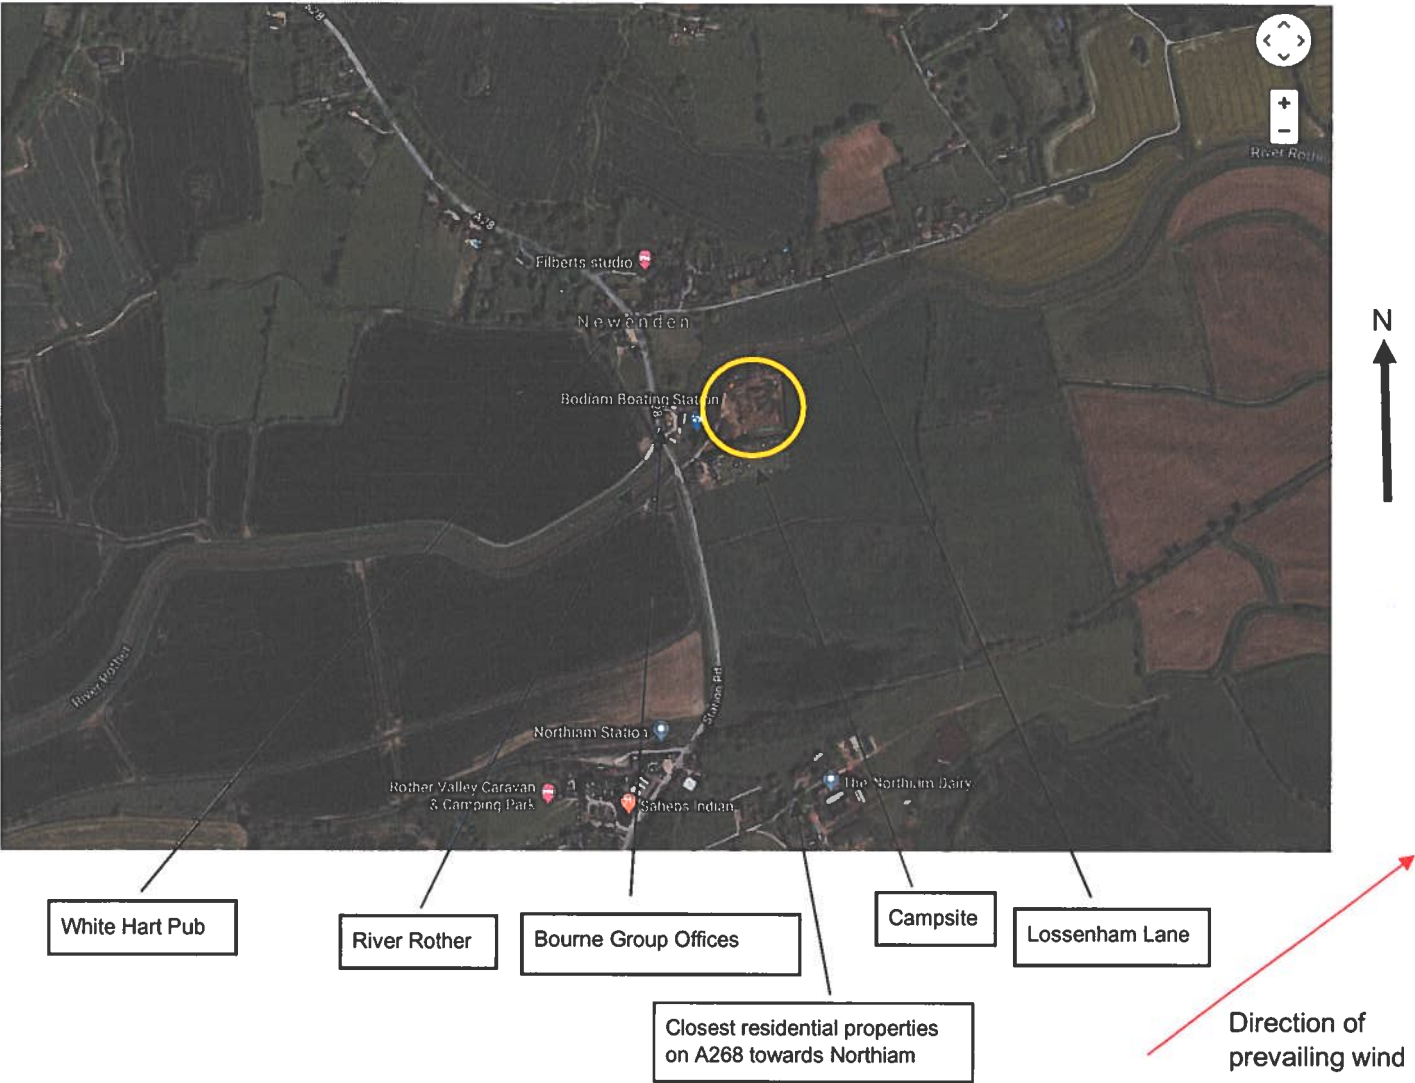 A28
River Rothe
A28
Filberts studio
Newenden
Bodiam Boating Station
N
River Rother
Station Rd
Northiam Station
Rother Valley Caravan
& Camping Park
Sahebs Indian
The Northiam Dairy
White Hart Pub
River Rother
Bourne Group Offices
Campsite
Lossenham Lane
Closest residential properties
on A268 towards Northiam
Direction of
prevailing wind